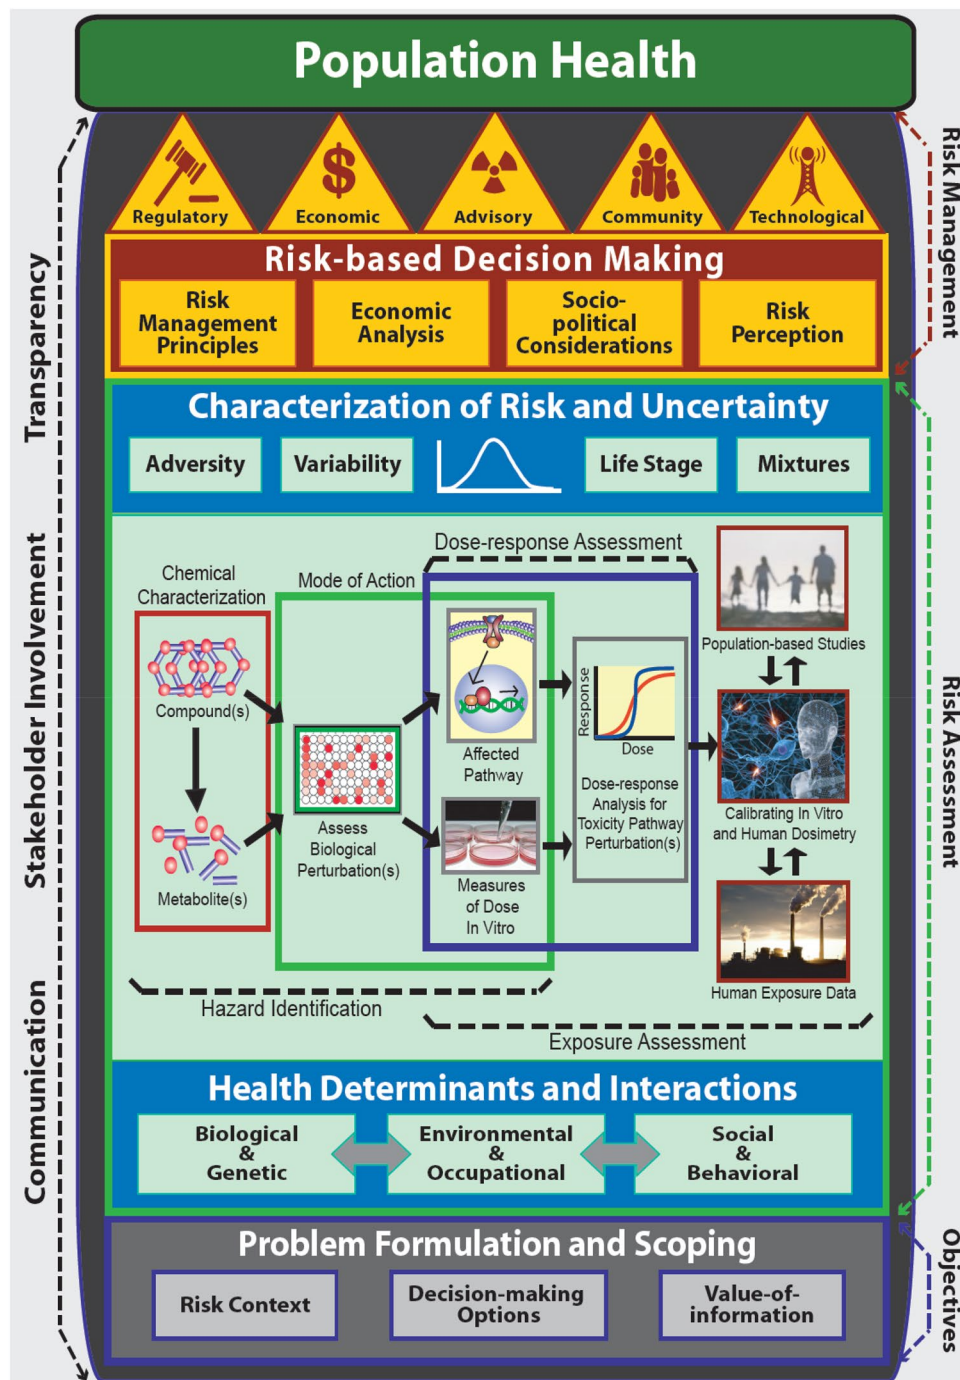 Population Health
Regulatory
Economic
Advisory
Community
Technological
Risk-based Decision Making
Risk
Management
Principles
Economic
Analysis
Socio-
political
Considerations
Risk
Perception
Characterization of Risk and Uncertainty
Adversity
Variability
Life Stage
Mixtures
Dose-response Assessment
Chemical
Characterization
Mode of Action
Compound(s)
Metabolite(s)
Assess
Biological
Perturbation(s)
Affected
Pathway
Measures
of Dose
In Vitro
Response
Dose
Dose-response
Analysis for
Toxicity Pathway
Perturbation(s)
Population-based Studies
Calibrating In Vitro
and Human Dosimetry
Human Exposure Data
Hazard Identification
Exposure Assessment
Health Determinants and Interactions
Biological
&
Genetic
Environmental
&
Occupational
Social
&
Behavioral
Problem Formulation and Scoping
Risk Context
Decision-making
Options
Value-of-
information
Transparency
Stakeholder Involvement
Communication
Risk Management
Risk Assessment
Objectives